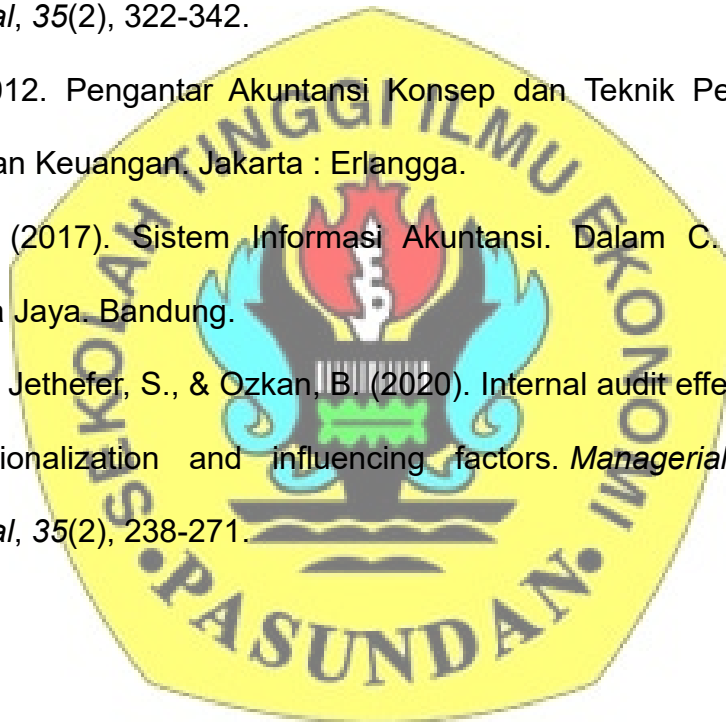 al, 35(2), 322-342.
012. Pengantar Akuntansi Konsep dan Teknik Pe
an Keuangan. Jakarta : Erlangga.
(2017). Sistem Informasi Akuntansi. Dalam C.
a Jaya. Bandung.
Jethefer, S., & Ozkan, B. (2020). Internal audit effe
ionalization and influencing factors. Managerial
al, 35(2), 238-271.
SEKOLAH TINGGI ILMU EKONOMI
•PASUNDAN•